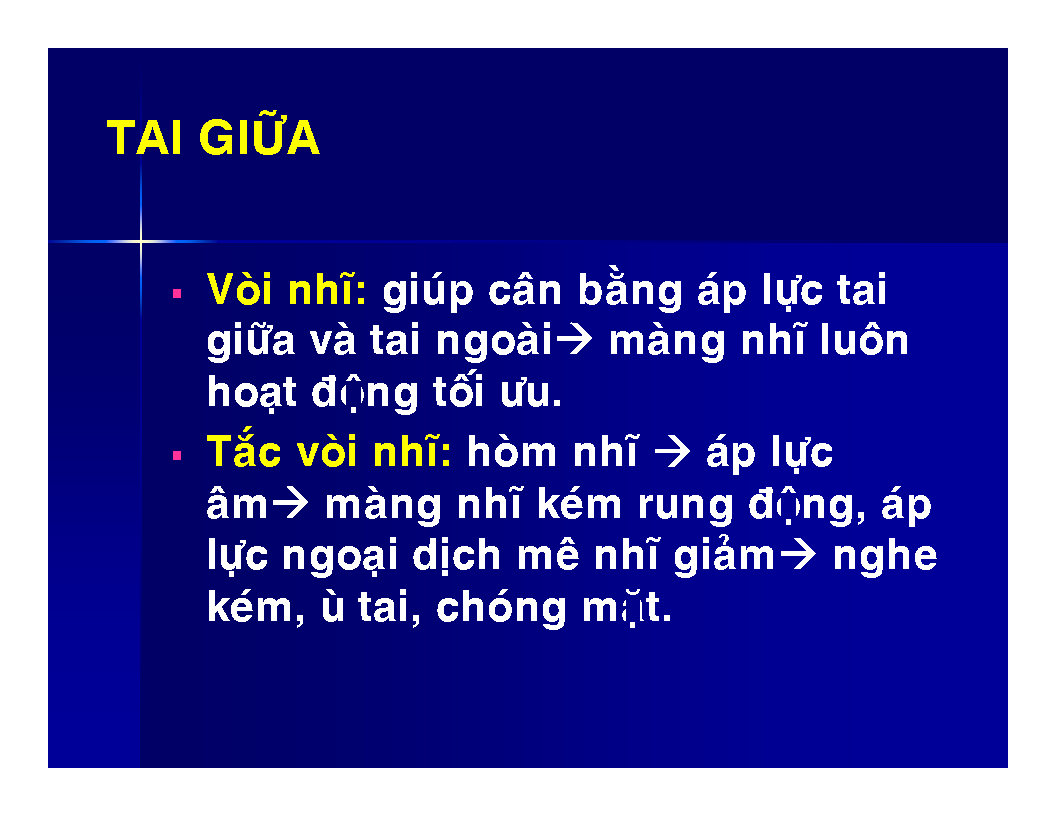 TAI GIỮA
▪ Vòi nhĩ: giúp cân bằng áp lực tai
giữa và tai ngoài→ màng nhĩ luôn
hoạt động tối ưu.
▪ Tắc vòi nhĩ: hòm nhĩ → áp lực
âm→ màng nhĩ kém rung động, áp
lực ngoại dịch mê nhĩ giảm→ nghe
kém, ù tai, chóng mặt.